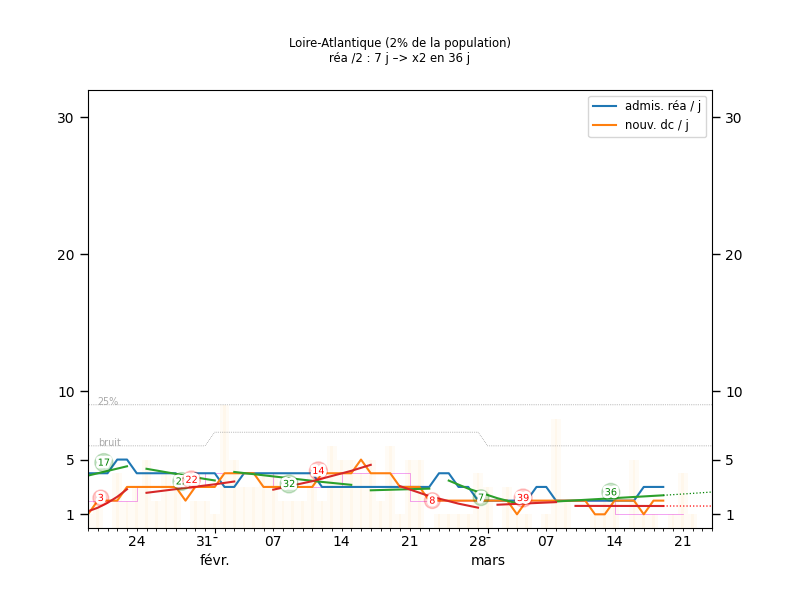 Loire-Atlantique (2% de la population)
réa /2 : 7 j –> x2 en 36 j
admis. réa / j
nouv. dc / j
30 30
20 20
10 10
25%
bruit
5 5
17
22
14
32
3
8
7
39
36
1 1
24 31 07 14 21 28 07 14 21
févr. mars